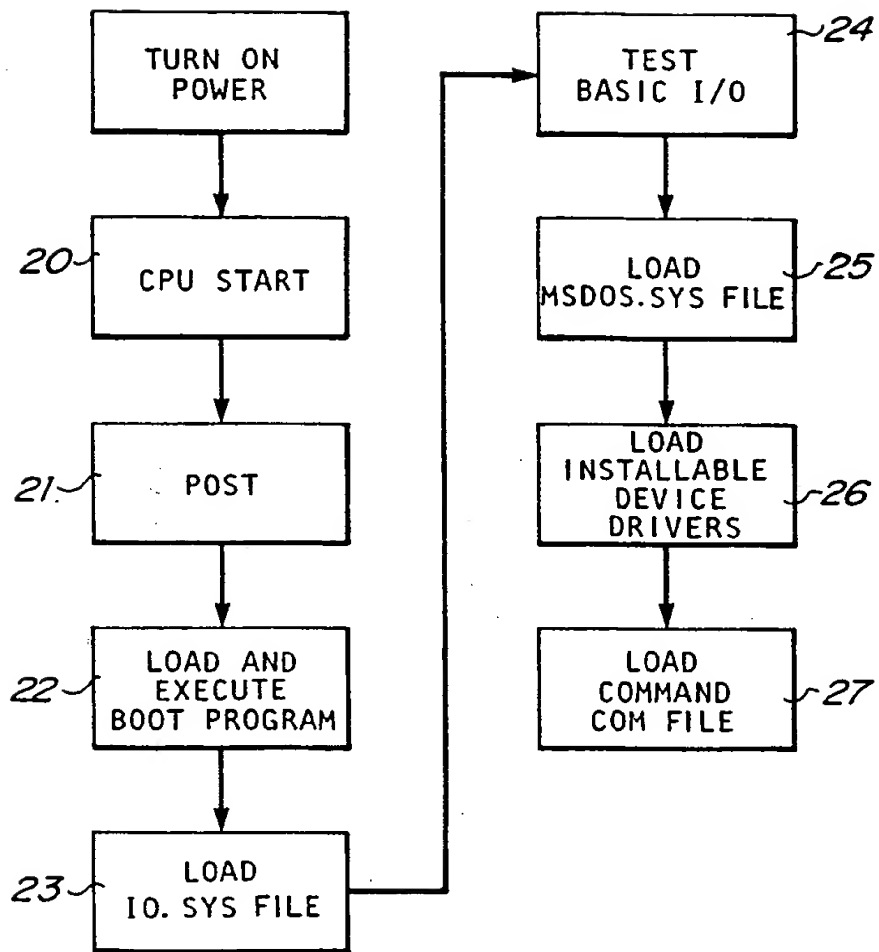 TURN ON
POWER
20
CPU START
21.
POST
22
LOAD AND
EXECUTE
BOOT PROGRAM
23
LOAD
IO. SYS FILE
24
TEST
BASIC I/O
LOAD
MSDOS.SYS FILE
25
LOAD
INSTALLABLE
DEVICE
DRIVERS
26
LOAD
COMMAND
COM FILE
27